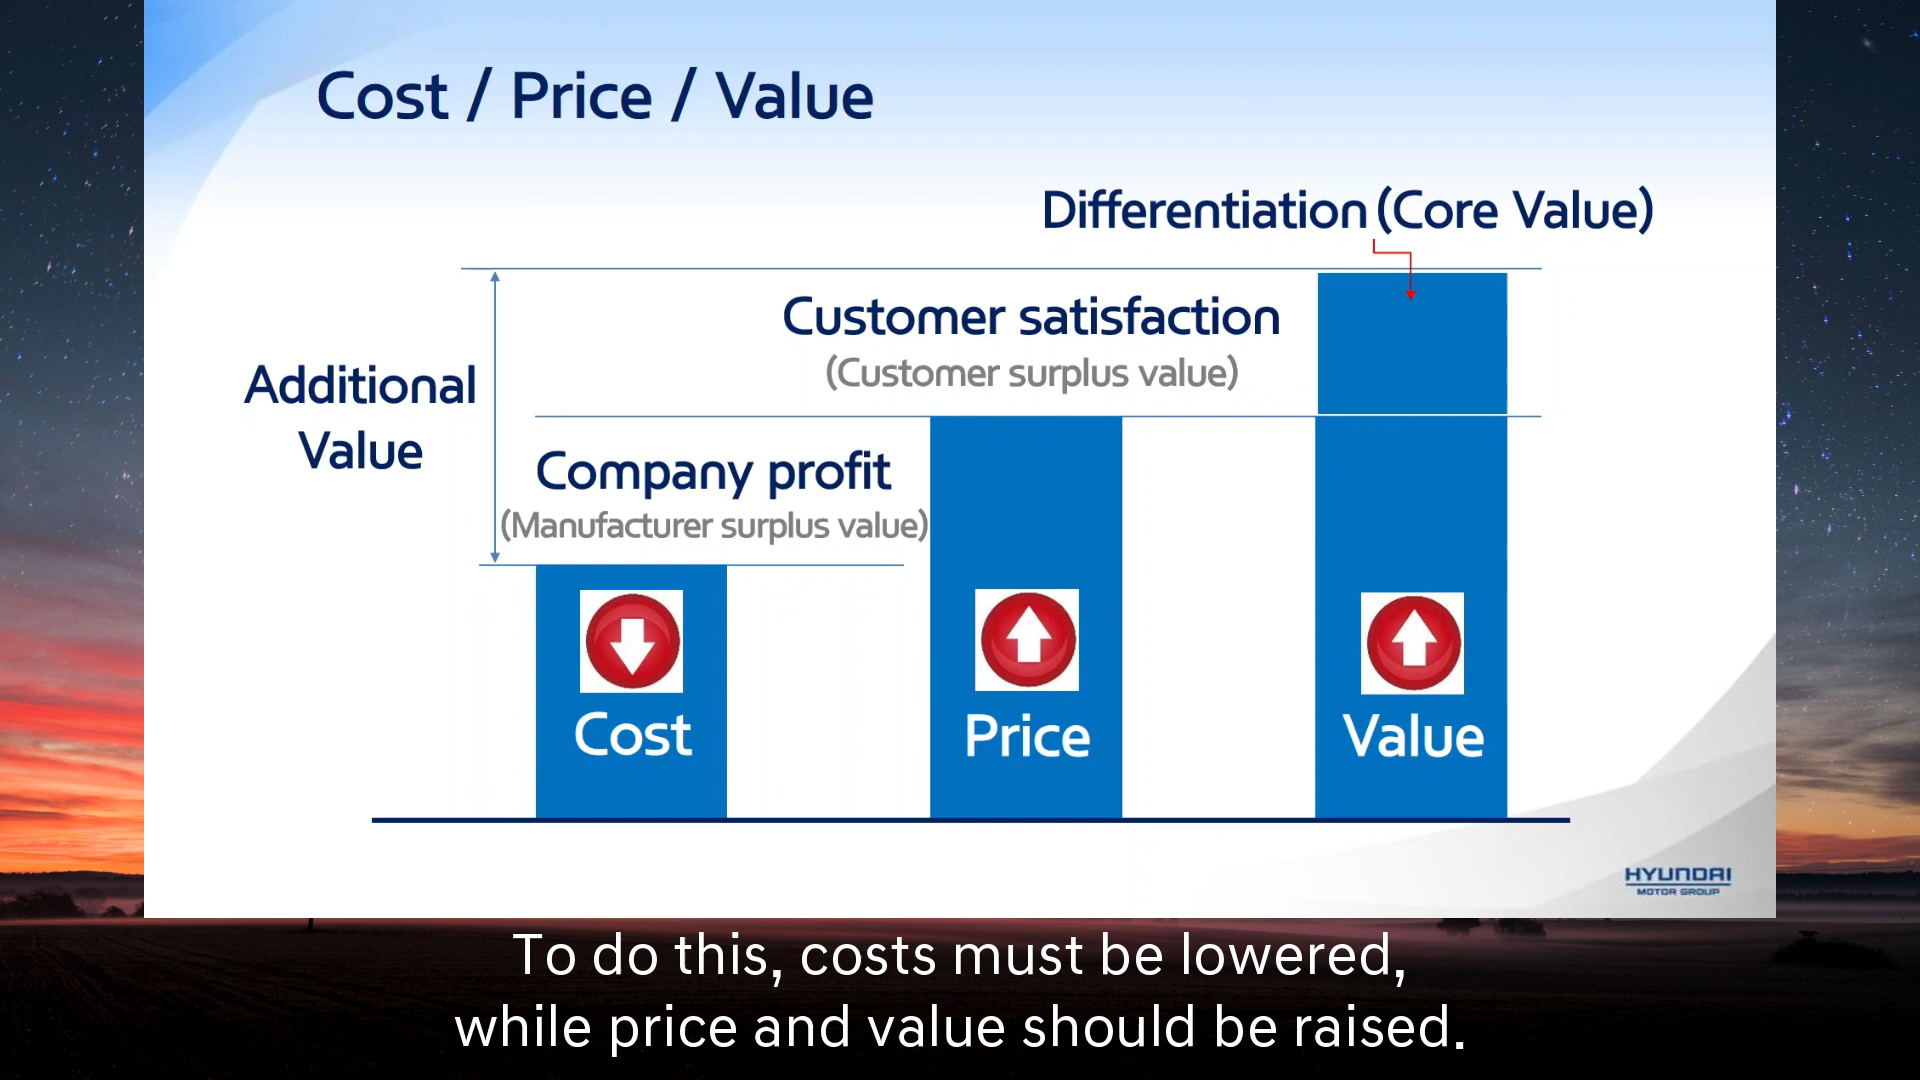 Cost / Price / Value
Differentiation (Core Value)
Customer satisfaction
(Customer surplus value)
Additional
Value
Company profit
(Manufacturer surplus value)
Cost
Price
Value
HYUNDAI
MOTOR GROUP
To do this, costs must be lowered,
while price and value should be raised.